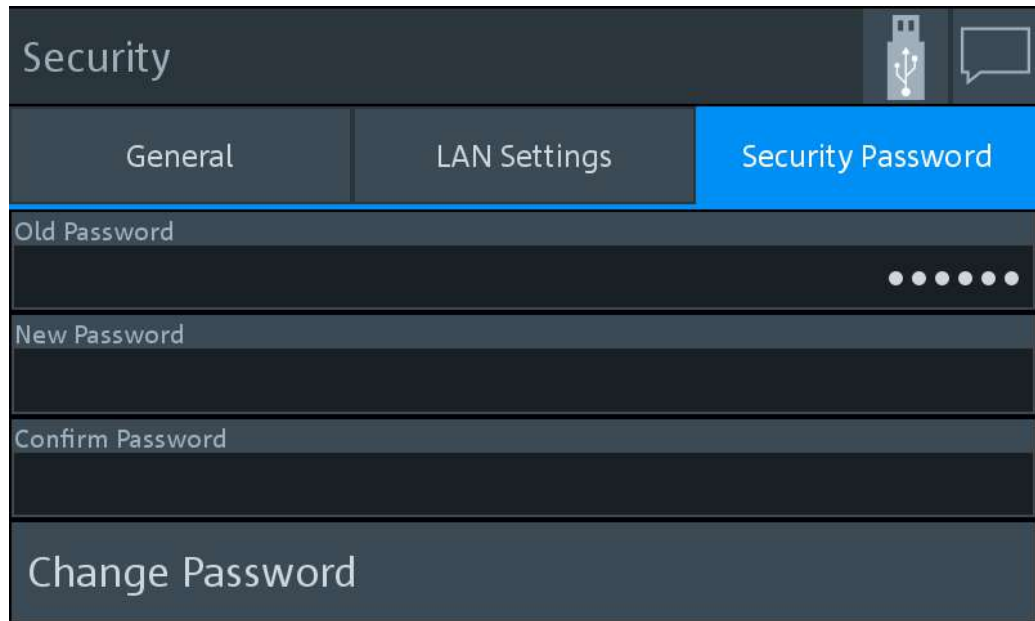 Security
General LAN Settings Security Password
Old Password
••••••
New Password
Confirm Password
Change Password